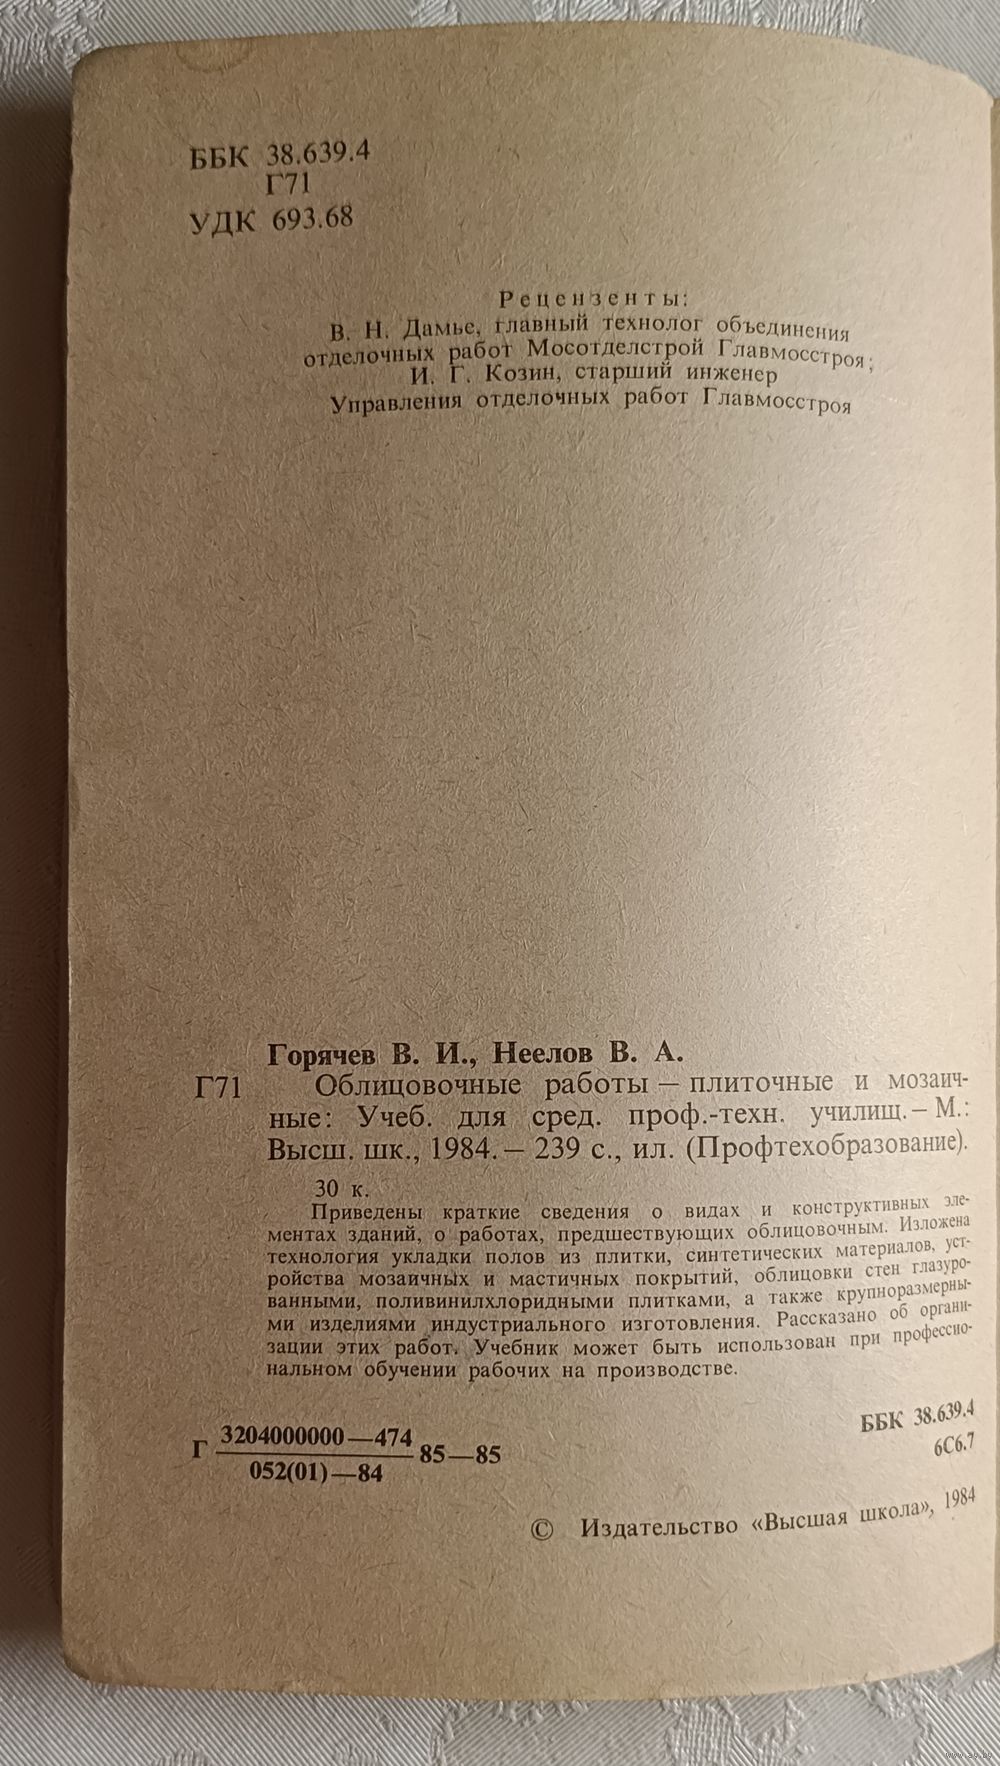 ББК 38.639.4
Г71
УДК 693.68
Рецензенты:
В. Н. Дамье, главный технолог объединения
отделочных работ Мосотделстрой Главмосстроя;
И. Г. Козин, старший инженер
Управления отделочных работ Главмосстроя
Горячев В. И., Неелов В. А.
Г71 Облицовочные работы — плиточные и мозаич-
ные: Учеб. для сред. проф.-техн. училищ.— М.:
Высш. шк., 1984.— 239 с., ил. (Профтехобразование).
30 к.
Приведены краткие сведения о видах и конструктивных эле-
ментах зданий, о работах, предшествующих облицовочным. Изложена
технология укладки полов из плитки, синтетических материалов, уст-
ройства мозаичных и мастичных покрытий, облицовки стен глазуро-
ванными, поливинилхлоридными плитками, а также крупноразмерны-
ми изделиями индустриального изготовления. Рассказано об органи-
зации этих работ. Учебник может быть использован при профессио-
нальном обучении рабочих на производстве.
Г 3204000000—474
052(01)—84 85—85
ББК 38.639.4
6С6.7
© Издательство «Высшая школа», 1984
www.ay.by